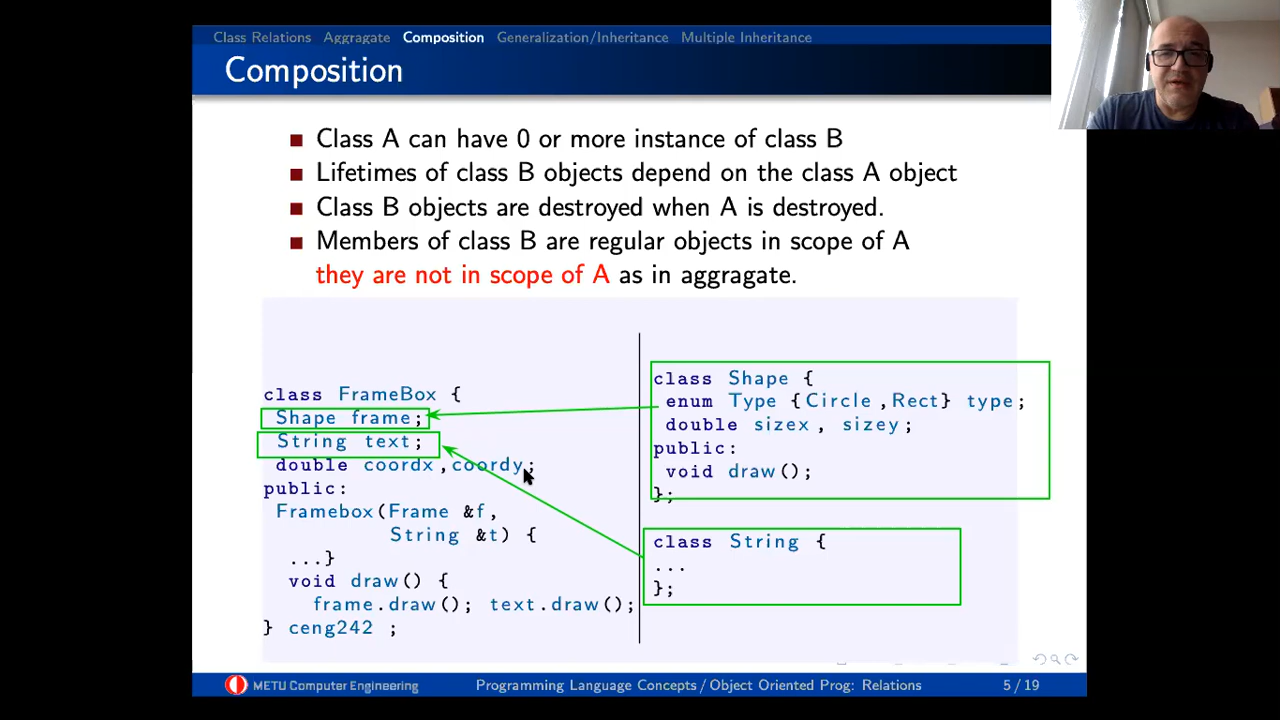 Class Relations Aggregate Composition Generalization/Inheritance Multiple Inheritance
Composition
Class A can have 0 or more instance of class B
Lifetimes of class B objects depend on the class A object
Class B objects are destroyed when A is destroyed.
Members of class B are regular objects in scope of A
they are not in scope of A as in aggragate.
class FrameBox {
Shape frame;
String text;
double coordx,coordy;
public:
Framebox(Frame &f,
String &t) {
...}
void draw() {
frame.draw(); text.draw();
} ceng242 ;
class Shape {
enum Type {Circle,Rect} type;
double sizex, sizey;
public:
void draw();
};
class String {
...
};
METU Computer Engineering Programming Language Concepts/Object Oriented Prog: Relations 5/19